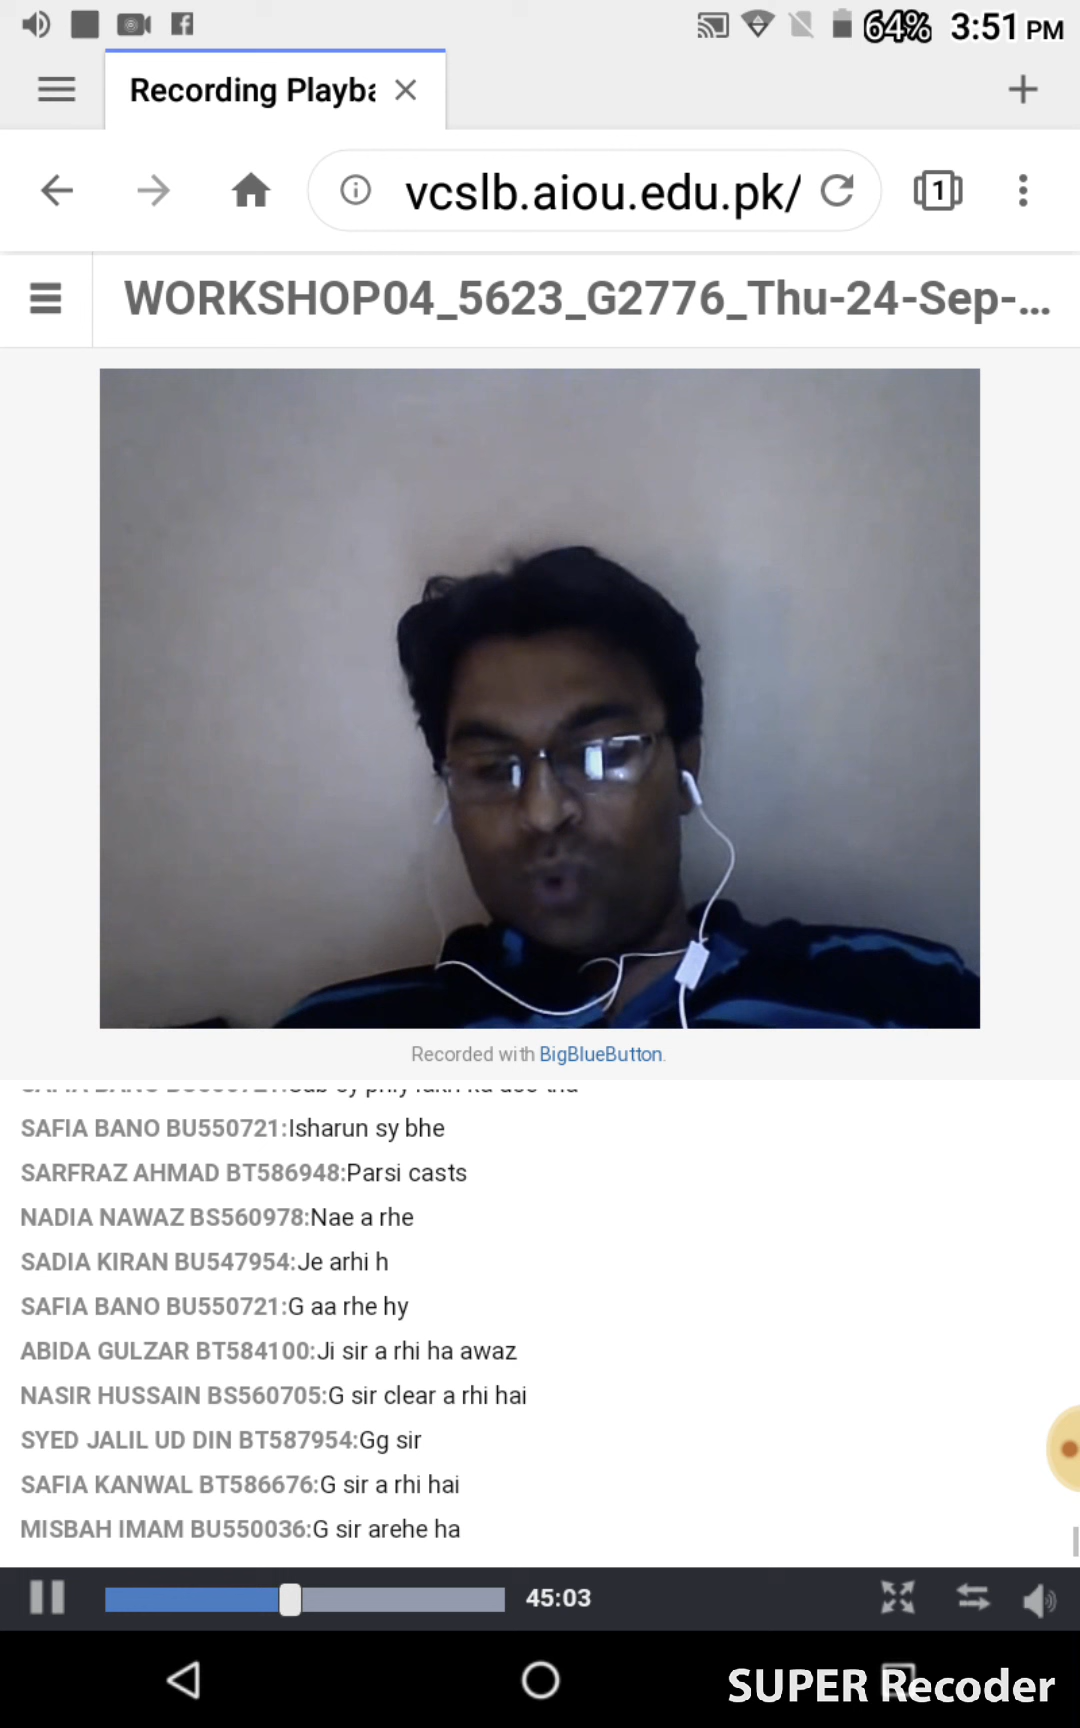 64% 3:51 PM
Recording Playba
vcslb.aiou.edu.pk/
1
WORKSHOP04_5623_G2776_Thu-24-Sep-...
Recorded with BigBlueButton.
SAFIA BANO BU550721:Isharun sy bhe
SARFRAZ AHMAD BT586948:Parsi casts
NADIA NAWAZ BS560978:Nae a rhe
SADIA KIRAN BU547954:Je arhi h
SAFIA BANO BU550721:G aa rhe hy
ABIDA GULZAR BT584100:Ji sir a rhi ha awaz
NASIR HUSSAIN BS560705:G sir clear a rhi hai
SYED JALIL UD DIN BT587954:Gg sir
SAFIA KANWAL BT586676:G sir a rhi hai
MISBAH IMAM BU550036:G sir arehe ha
45:03
SUPER Recoder